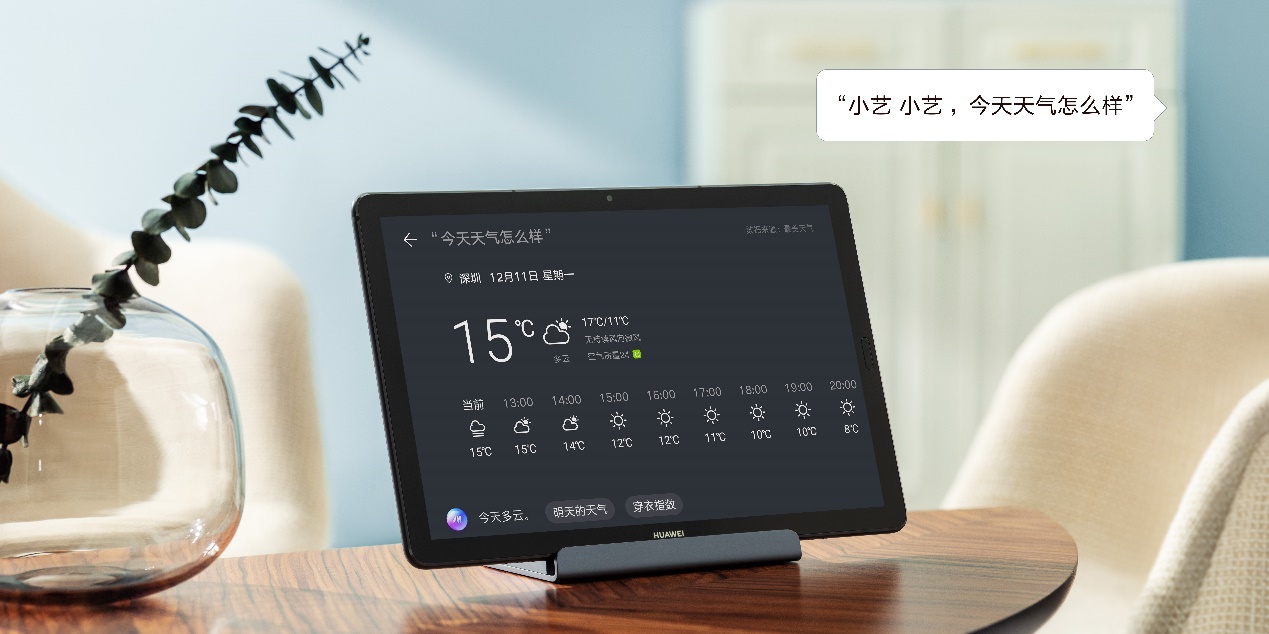 “小艺 小艺，今天天气怎么样”
“今天天气怎么样”
深圳 12月11日 星期一
15℃
17℃/11℃
多云
当前 13:00 14:00 15:00 16:00 17:00 18:00 19:00 20:00
15℃ 15℃ 14℃ 12℃ 12℃ 11℃ 10℃ 10℃ 8℃
今天多云。 明天的天气 穿衣指数
HUAWEI